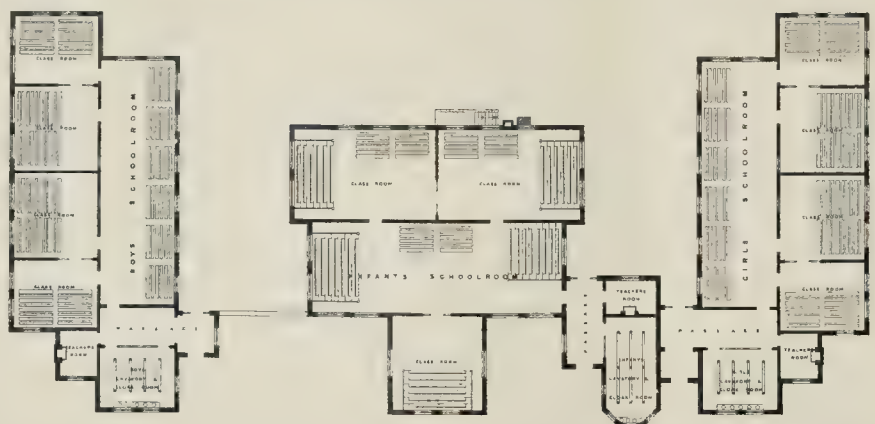 CLASS ROOM
CLASS ROOM
CLASS ROOM
CLASS ROOM
BOYS SCHOOLROOM
PASSAGE
TEACHERS ROOM
BOYS
LAVATORY &
CLOAK ROOM
CLASS ROOM
CLASS ROOM
INFANTS SCHOOLROOM
CLASS ROOM
PASSAGE
TEACHERS
ROOM
INFANTS
LAVATORY &
CLOAK ROOM
CLASS ROOM
CLASS ROOM
CLASS ROOM
CLASS ROOM
GIRLS SCHOOLROOM
PASSAGE
TEACHERS
ROOM
GIRLS
LAVATORY &
CLOAK ROOM